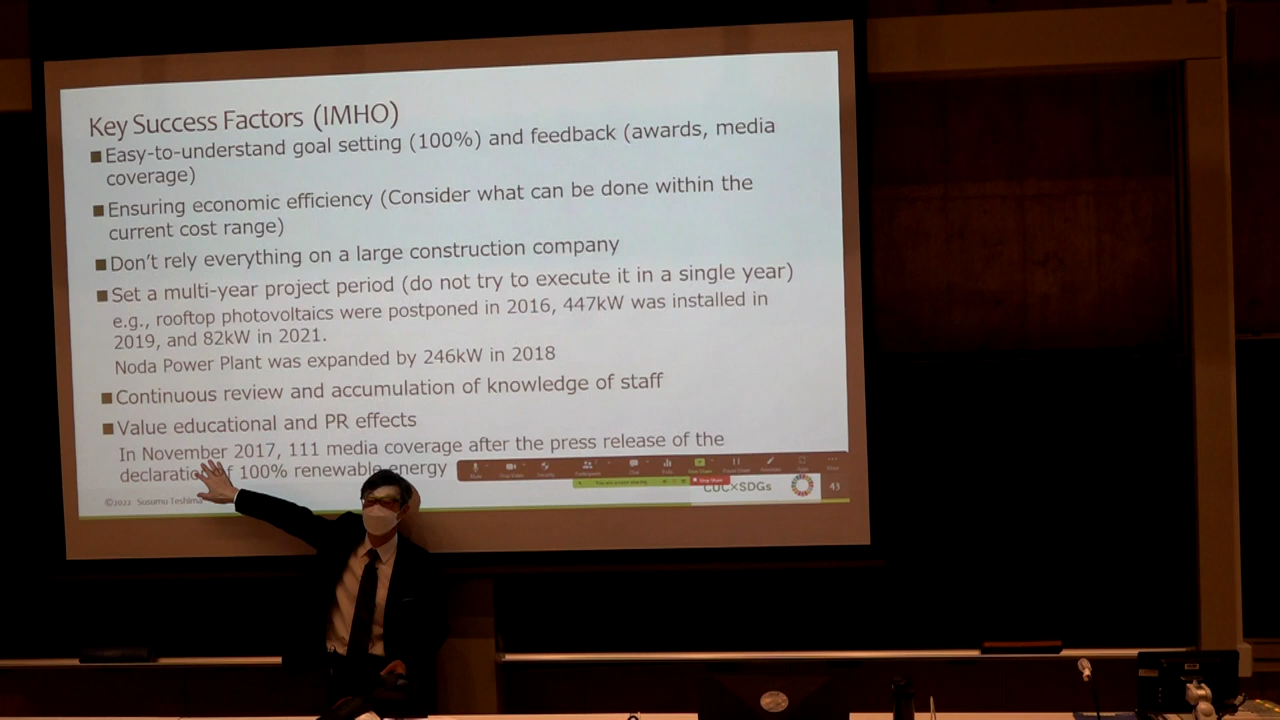 Key Success Factors (IMHO)
Easy-to-understand goal setting (100%) and feedback (awards, media
coverage)
Ensuring economic efficiency (Consider what can be done within the
current cost range)
Don't rely everything on a large construction company
Set a multi-year project period (do not try to execute it in a single year)
e.g., rooftop photovoltaics were postponed in 2016, 447kW was installed in
2019, and 82kW in 2021.
Noda Power Plant was expanded by 246kW in 2018
Continuous review and accumulation of knowledge of staff
Value educational and PR effects
In November 2017, 111 media coverage after the press release of the
declaration of 100% renewable energy
©2022 Susumu Teshima
Stop Share
CUC×SDGs
43